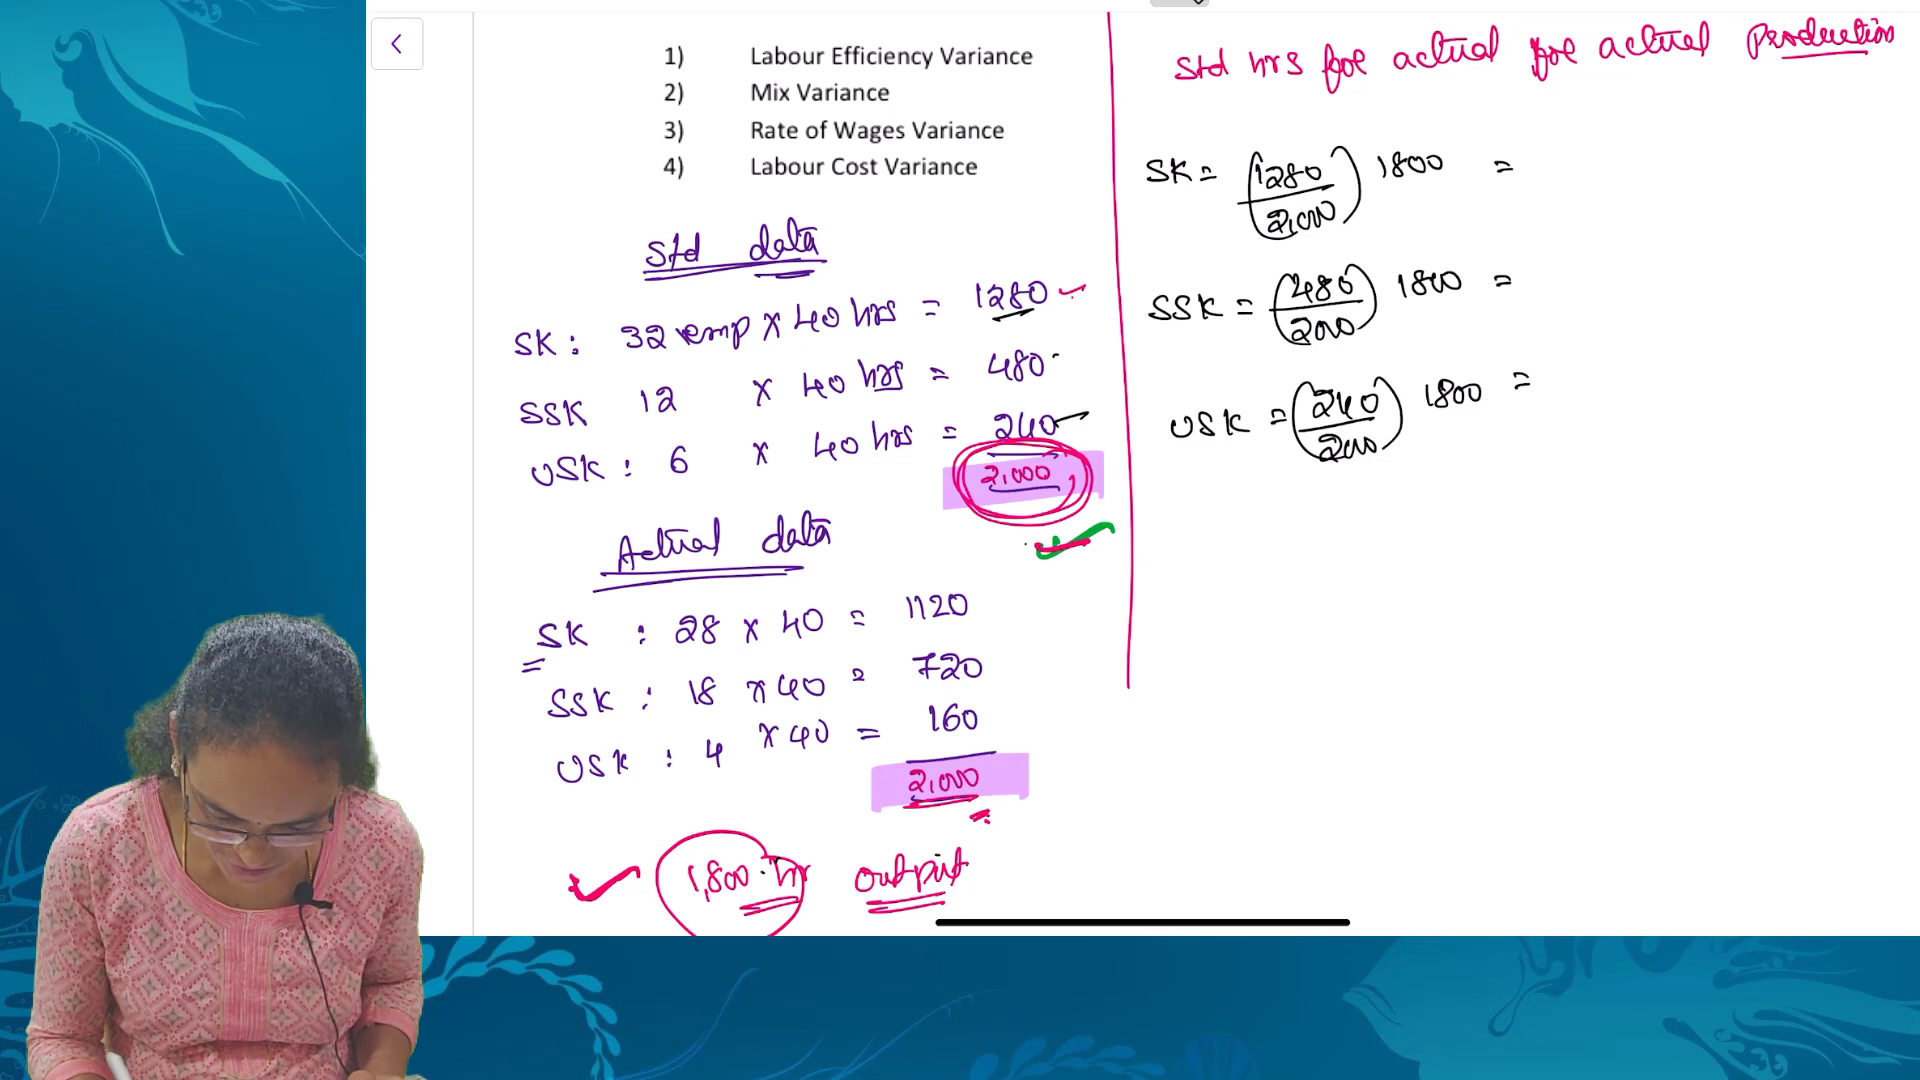 1) Labour Efficiency Variance
2) Mix Variance
3) Rate of Wages Variance
4) Labour Cost Variance
Std data
SK : 32 emp x 40 hrs = 1280
SSK 12 x 40 hrs = 480
USK : 6 x 40 hrs = 240
2,000
Actual data
SK : 28 x 40 = 1120
SSK : 18 x 40 = 720
USK : 4 x 40 = 160
2,000
1,800 hr output
Std hrs for actual for actual Production
SK = (1280/2,000) 1800 =
SSK = (480/2000) 1800 =
USK = (240/2000) 1800 =